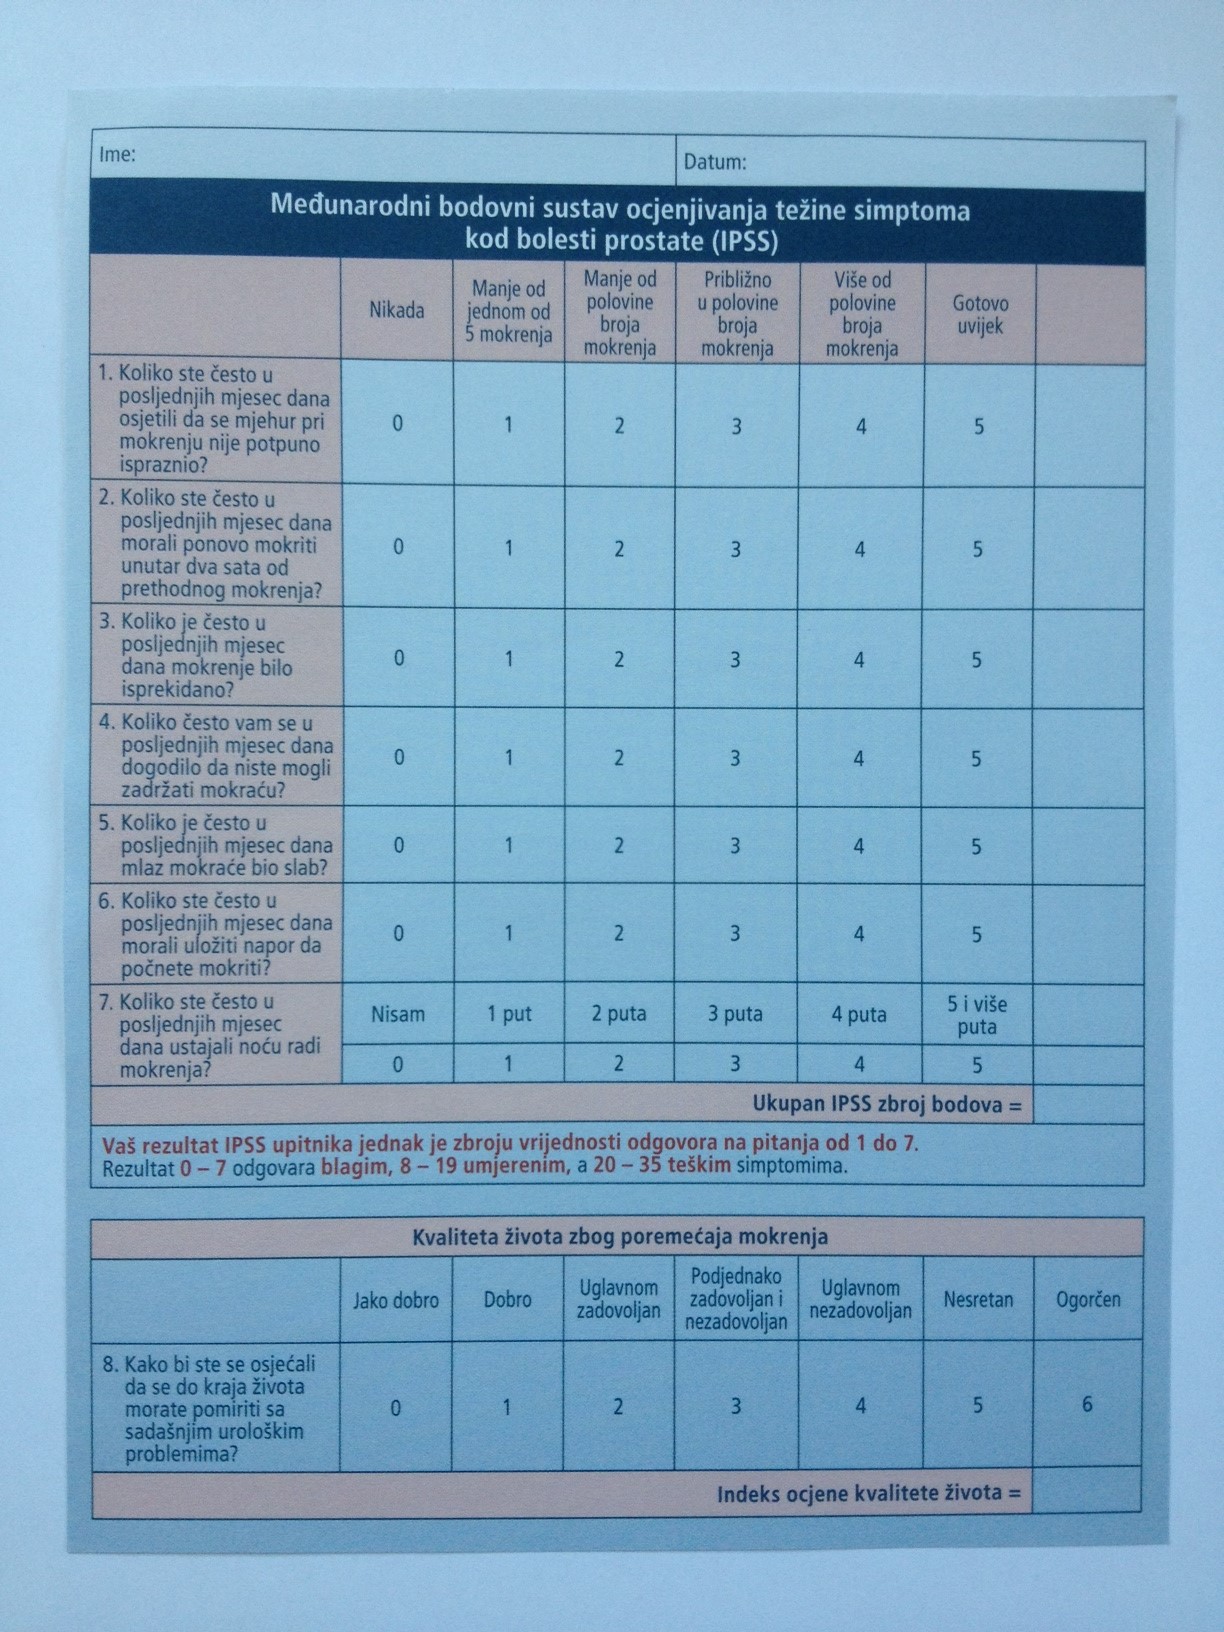 Ime:
Datum:
Međunarodni bodovni sustav ocjenjivanja težine simptoma
kod bolesti prostate (IPSS)
Nikada
Manje od
jednom od
5 mokrenja
Manje od
polovine
broja
mokrenja
Približno
u polovine
broja
mokrenja
Više od
polovine
broja
mokrenja
Gotovo
uvijek
1. Koliko ste često u
posljednjih mjesec dana
osjetili da se mjehur pri
mokrenju nije potpuno
ispraznio?
0 1 2 3 4 5
2. Koliko ste često u
posljednjih mjesec dana
morali ponovo mokriti
unutar dva sata od
prethodnog mokrenja?
0 1 2 3 4 5
3. Koliko je često u
posljednjih mjesec
dana mokrenje bilo
isprekidano?
0 1 2 3 4 5
4. Koliko često vam se u
posljednjih mjesec dana
dogodilo da niste mogli
zadržati mokraću?
0 1 2 3 4 5
5. Koliko je često u
posljednjih mjesec dana
mlaz mokraće bio slab?
0 1 2 3 4 5
6. Koliko ste često u
posljednjih mjesec dana
morali uložiti napor da
počnete mokriti?
0 1 2 3 4 5
7. Koliko ste često u
posljednjih mjesec
dana ustajali noću radi
mokrenja?
Nisam
1 put
2 puta
3 puta
4 puta
5 i više
puta
0 1 2 3 4 5
Ukupan IPSS zbroj bodova =
Vaš rezultat IPSS upitnika jednak je zbroju vrijednosti odgovora na pitanja od 1 do 7.
Rezultat 0 – 7 odgovara blagim, 8 – 19 umjerenim, a 20 – 35 teškim simptomima.
Kvaliteta života zbog poremećaja mokrenja
Jako dobro
Dobro
Uglavnom
zadovoljan
Podjednako
zadovoljan i
nezadovoljan
Uglavnom
nezadovoljan
Nesretan
Ogorčen
8. Kako bi ste se osjećali
da se do kraja života
morate pomiriti sa
sadašnjim urološkim
problemima?
0 1 2 3 4 5 6
Indeks ocjene kvalitete života =